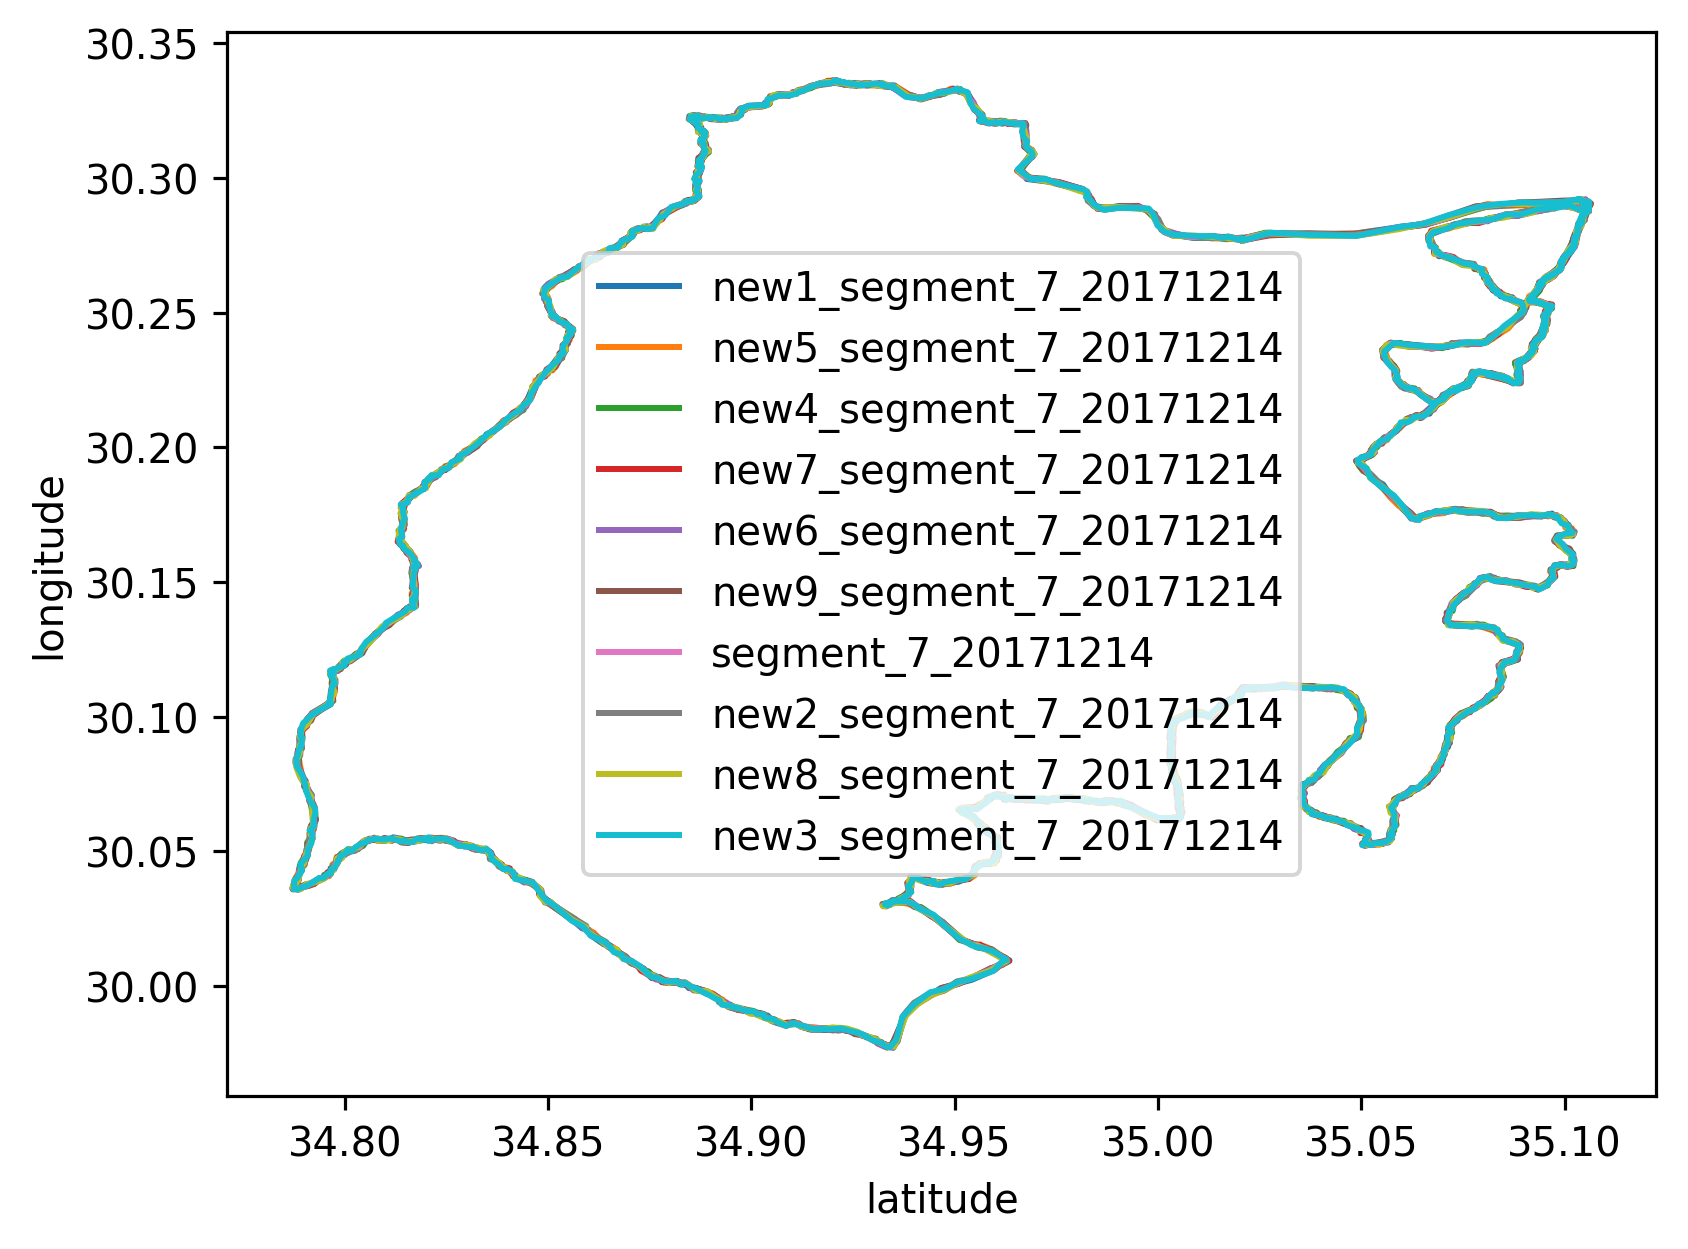 30.35
30.30
30.25
30.20
30.15
30.10
30.05
30.00
longitude
new1_segment_7_20171214
new5_segment_7_20171214
new4_segment_7_20171214
new7_segment_7_20171214
new6_segment_7_20171214
new9_segment_7_20171214
segment_7_20171214
new2_segment_7_20171214
new8_segment_7_20171214
new3_segment_7_20171214
34.80 34.85 34.90 34.95 35.00 35.05 35.10
latitude